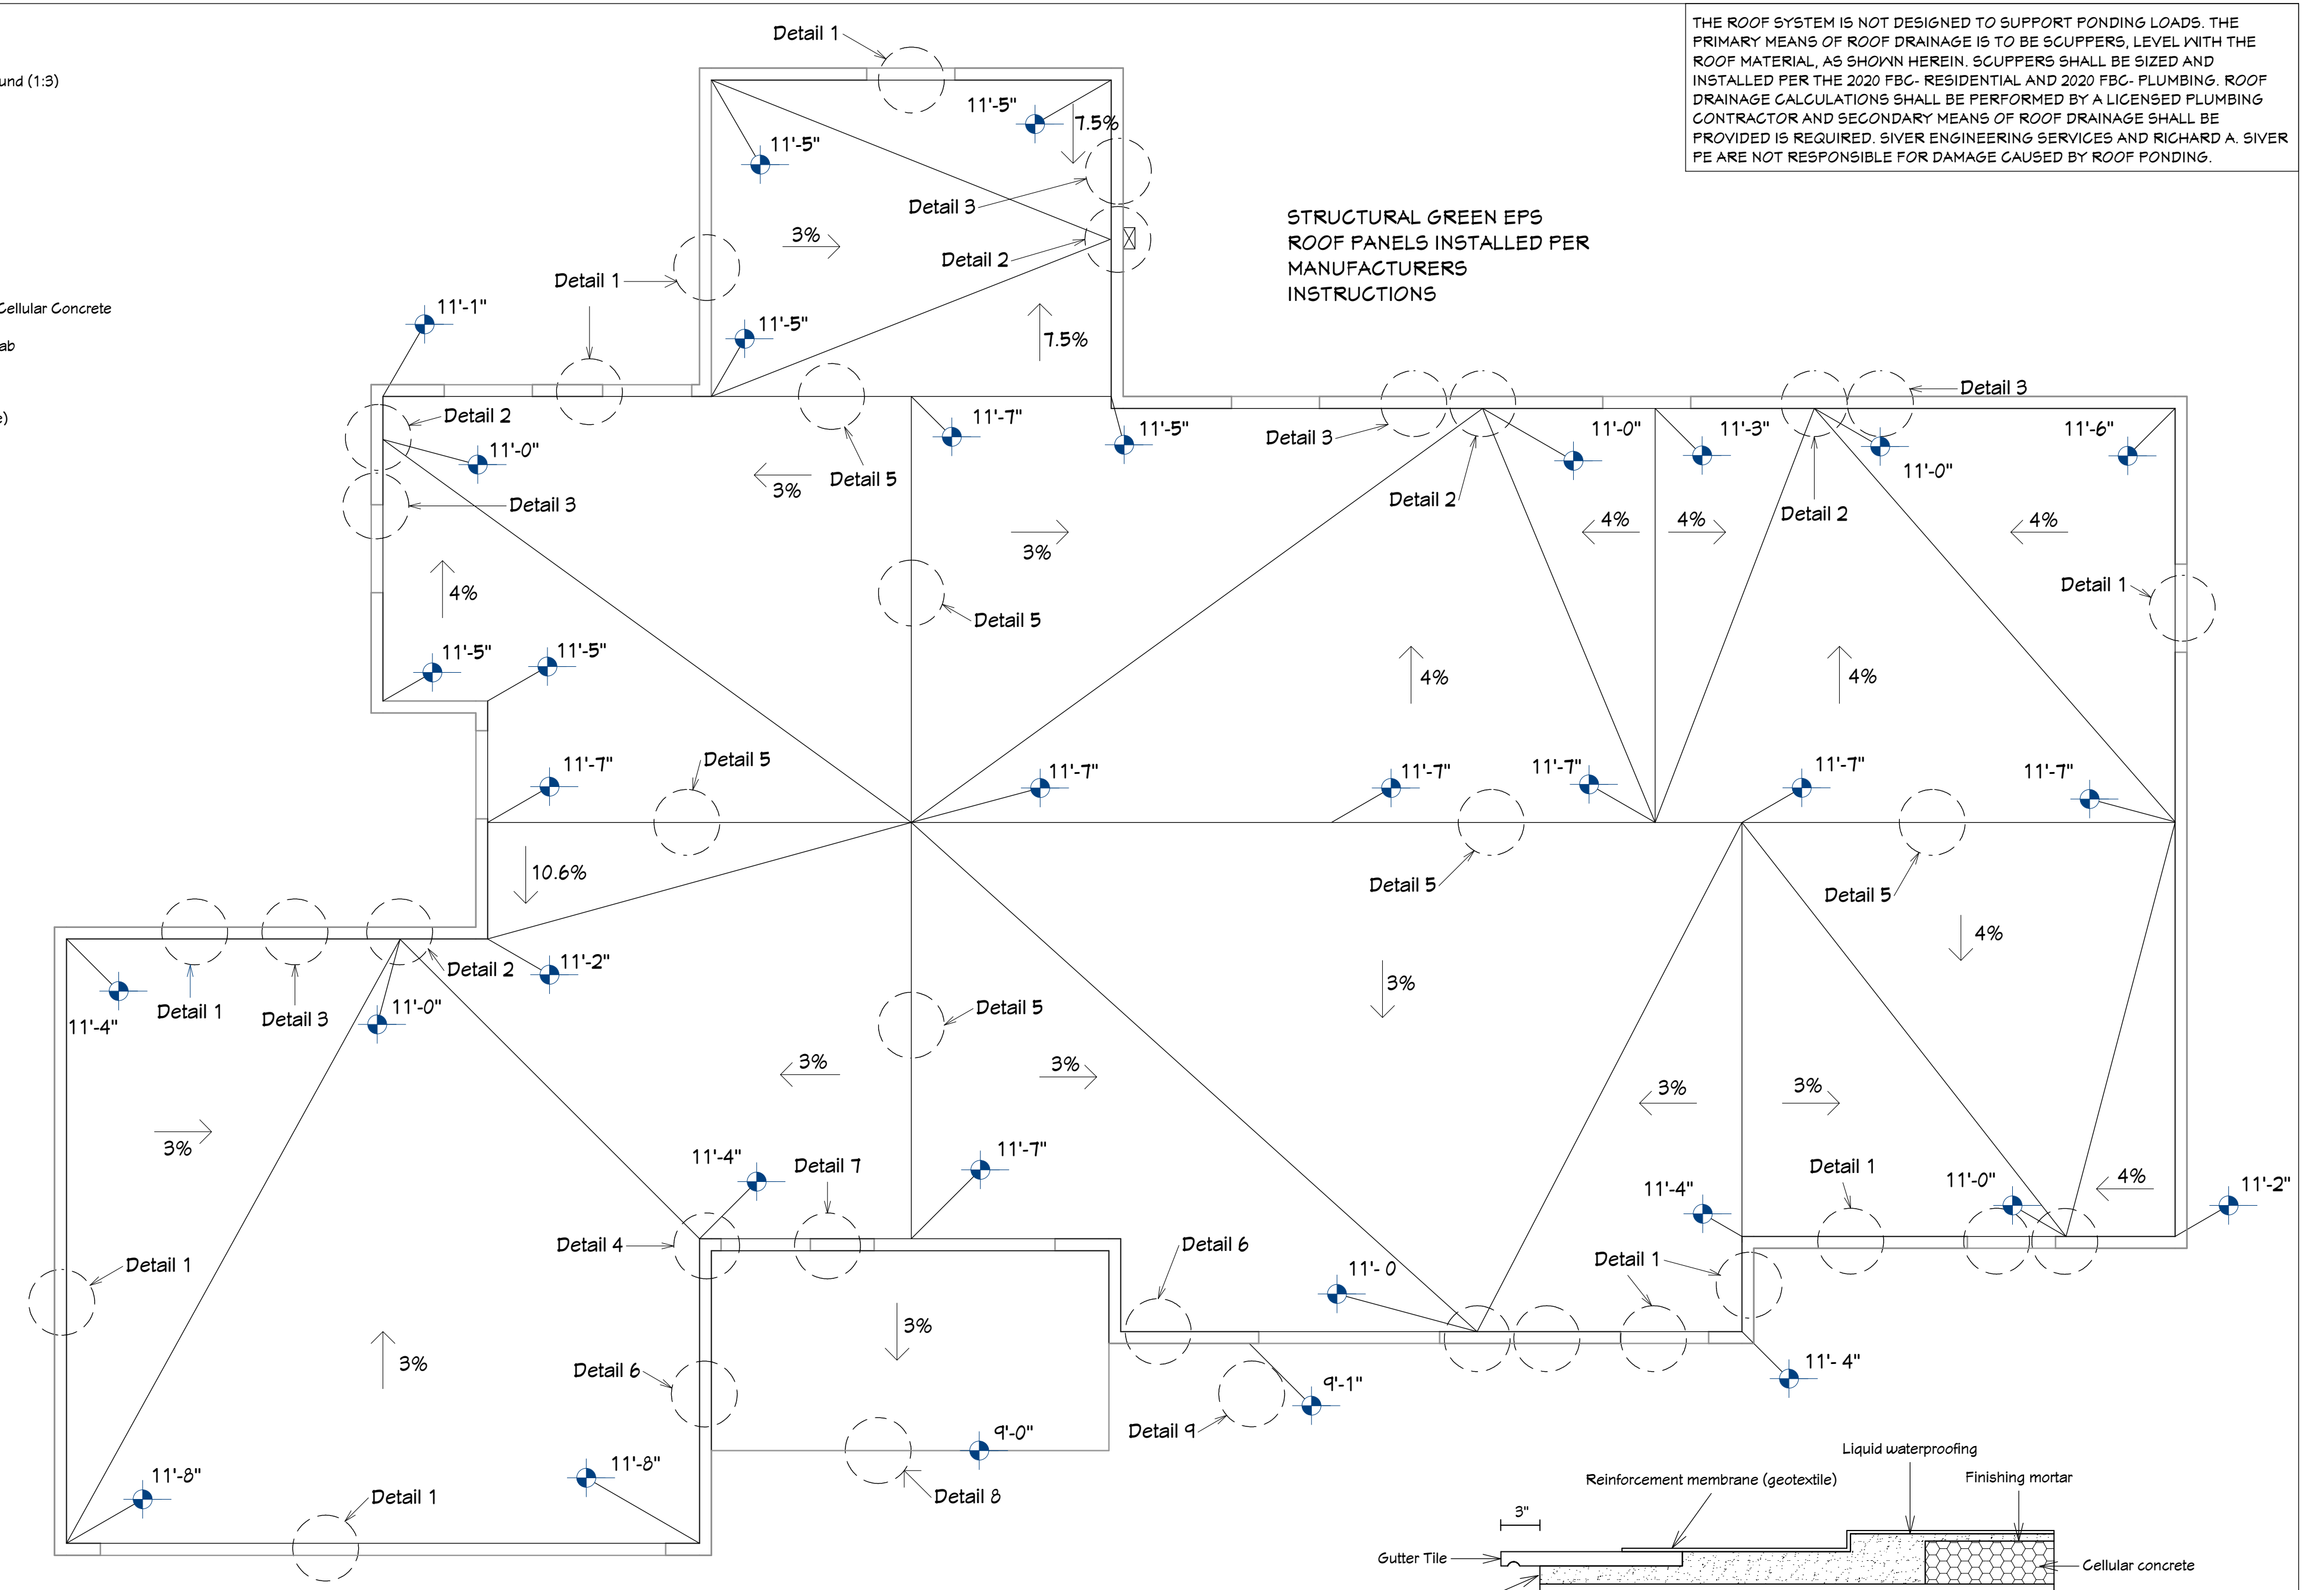 THE ROOF SYSTEM IS NOT DESIGNED TO SUPPORT PONDING LOADS. THE
PRIMARY MEANS OF ROOF DRAINAGE IS TO BE SCUPPERS, LEVEL WITH THE
ROOF MATERIAL, AS SHOWN HEREIN. SCUPPERS SHALL BE SIZED AND
INSTALLED PER THE 2020 FBC- RESIDENTIAL AND 2020 FBC- PLUMBING. ROOF
DRAINAGE CALCULATIONS SHALL BE PERFORMED BY A LICENSED PLUMBING
CONTRACTOR AND SECONDARY MEANS OF ROOF DRAINAGE SHALL BE
PROVIDED IS REQUIRED. SIVER ENGINEERING SERVICES AND RICHARD A. SIVER
PE ARE NOT RESPONSIBLE FOR DAMAGE CAUSED BY ROOF PONDING.
Detail 1
(1:3)
11'-5"
7.5%
11'-5"
Detail 3
STRUCTURAL GREEN EPS
ROOF PANELS INSTALLED PER
MANUFACTURERS
INSTRUCTIONS
3%
Detail 2
Detail 1
Cellular Concrete
11'-1"
11'-5"
7.5%
Detail 3
Detail 2
11'-7"
11'-5"
Detail 3
11'-0"
11'-3"
11'-6"
11'-0"
Detail 5
11'-0"
3%
Detail 2
Detail 2
Detail 3
4%
4%
4%
3%
4%
Detail 1
Detail 5
11'-5"
11'-5"
4%
4%
11'-7"
Detail 5
11'-7"
11'-7"
11'-7"
11'-7"
11'-7"
10.6%
Detail 5
Detail 5
4%
11'-2"
Detail 2
3%
11'-4"
Detail 1
Detail 3
11'-0"
Detail 5
3%
3%
3%
3%
3%
11'-4"
Detail 7
11'-7"
Detail 1
11'-4"
11'-0"
4%
11'-2"
Detail 4
Detail 6
Detail 1
Detail 1
11'- 0
3%
3%
Detail 6
9'-1"
11'- 4"
Detail 9
9'-0"
11'-8"
11'-8"
Detail 1
Detail 8
Liquid waterproofing
Reinforcement membrane (geotextile)
Finishing mortar
3"
Gutter Tile
Cellular concrete